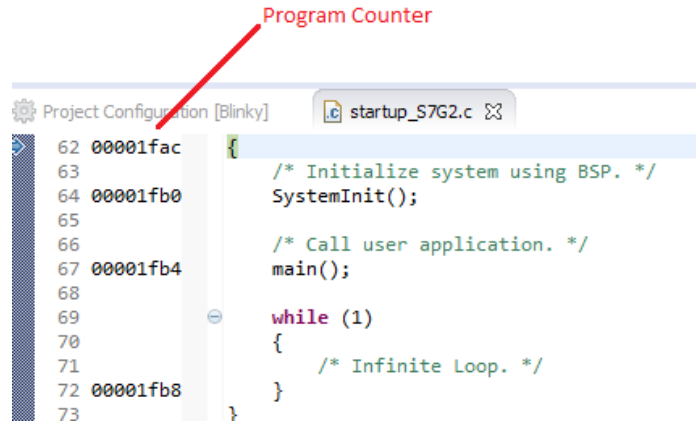 Program Counter
Project Configuration [Blinky] .c startup_S7G2.c
62 00001fac {
63 /* Initialize system using BSP. */
64 00001fb0 SystemInit();
65
66 /* Call user application. */
67 00001fb4 main();
68
69 while (1)
70 {
71 /* Infinite Loop. */
72 00001fb8 }
73 }